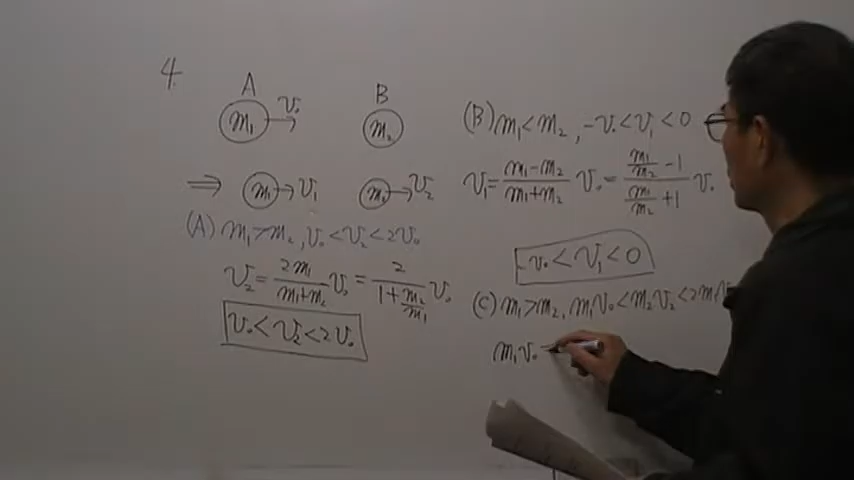 4.
A
B
m₁ v₀
m₂
⇒ m₁ → v₁ m₂ → v₂
(A) m₁>m₂, v₀<v₂<2v₀
v₂ = 2m₁/(m₁+m₂) v₀ = 2/(1+m₂/m₁) v₀
v₀<v₂<2v₀
(B) m₁<m₂, -v₀<v₁<0
v₁ = (m₁-m₂)/(m₁+m₂) v₀ = (m₁/m₂ -1)/(m₁/m₂ +1) v₀
-v₀<v₁<0
(C) m₁>m₂, m₁v₀<m₂v₂<2m₁v
m₁v₀